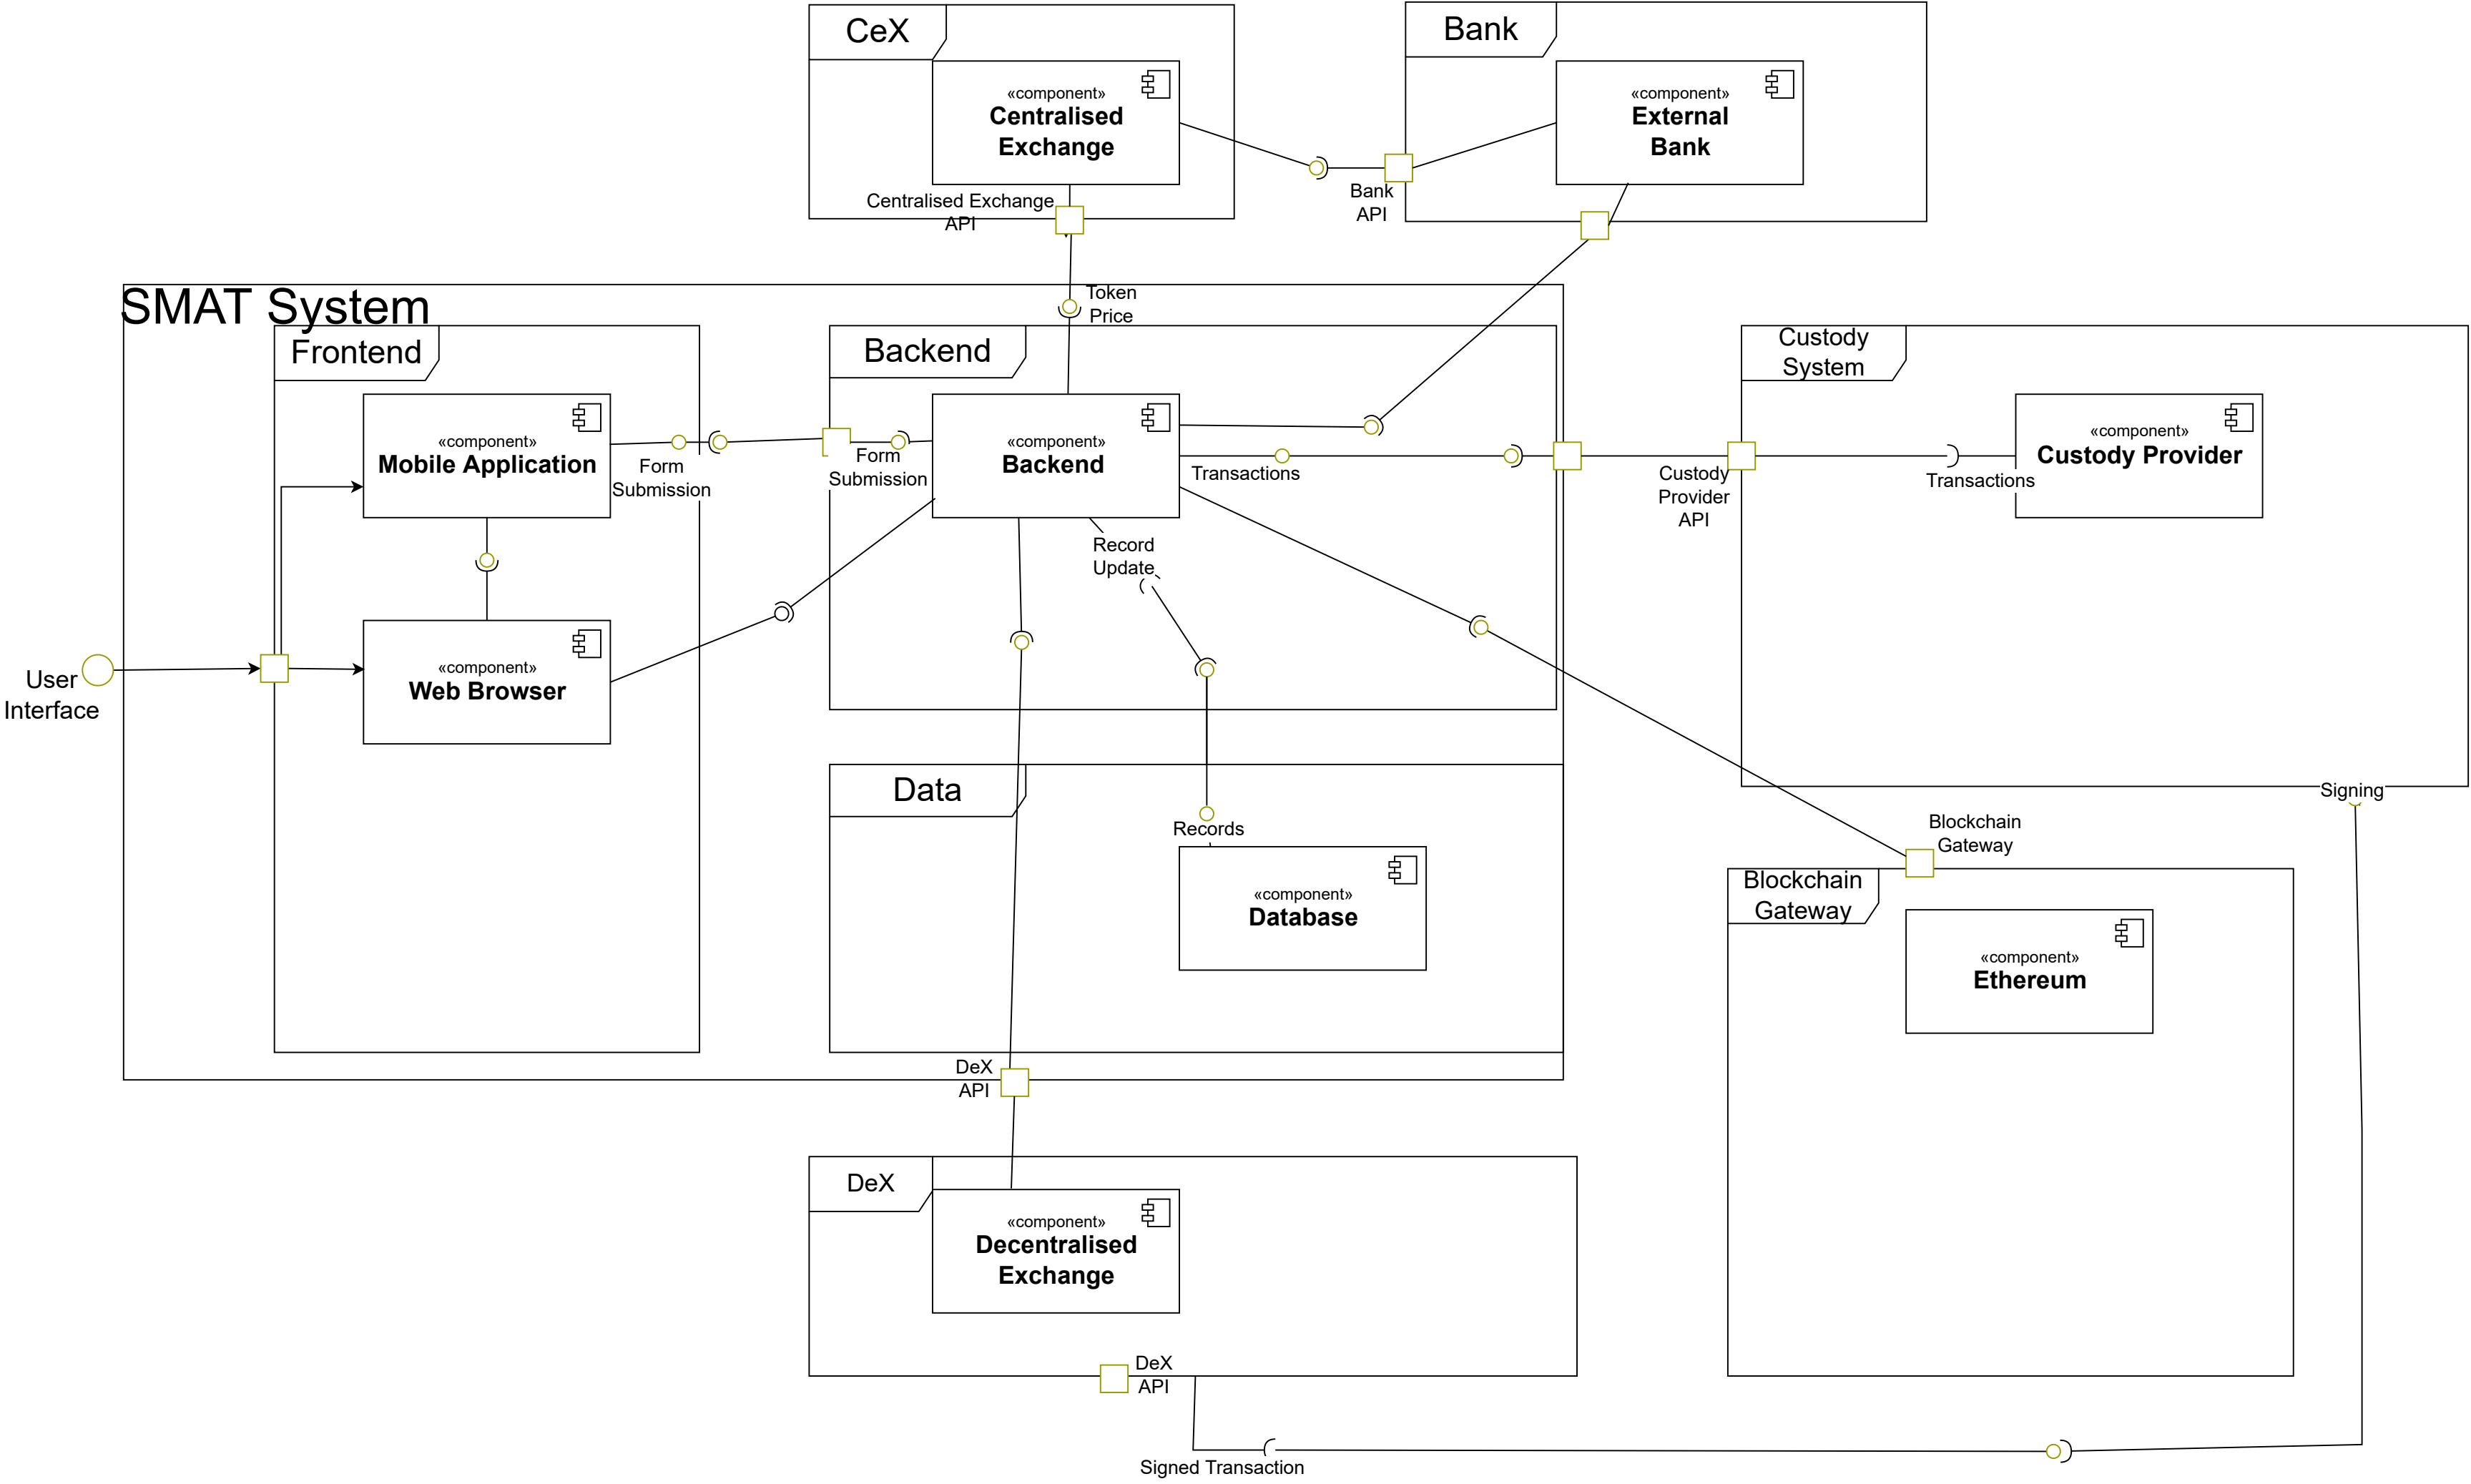 CeX
«component»
Centralised
Exchange
Centralised Exchange
API
Bank
«component»
External
Bank
Bank
API
SMAT System
Token
Price
Frontend
«component»
Mobile Application
Form
Submission
«component»
Web Browser
User
Interface
Backend
Form
Submission
«component»
Backend
Transactions
Record
Update
Custody
System
Custody
Provider
API
«component»
Custody Provider
Transactions
Signing
Data
Records
«component»
Database
DeX
API
Blockchain
Gateway
Blockchain
Gateway
«component»
Ethereum
DeX
«component»
Decentralised
Exchange
DeX
API
Signed Transaction